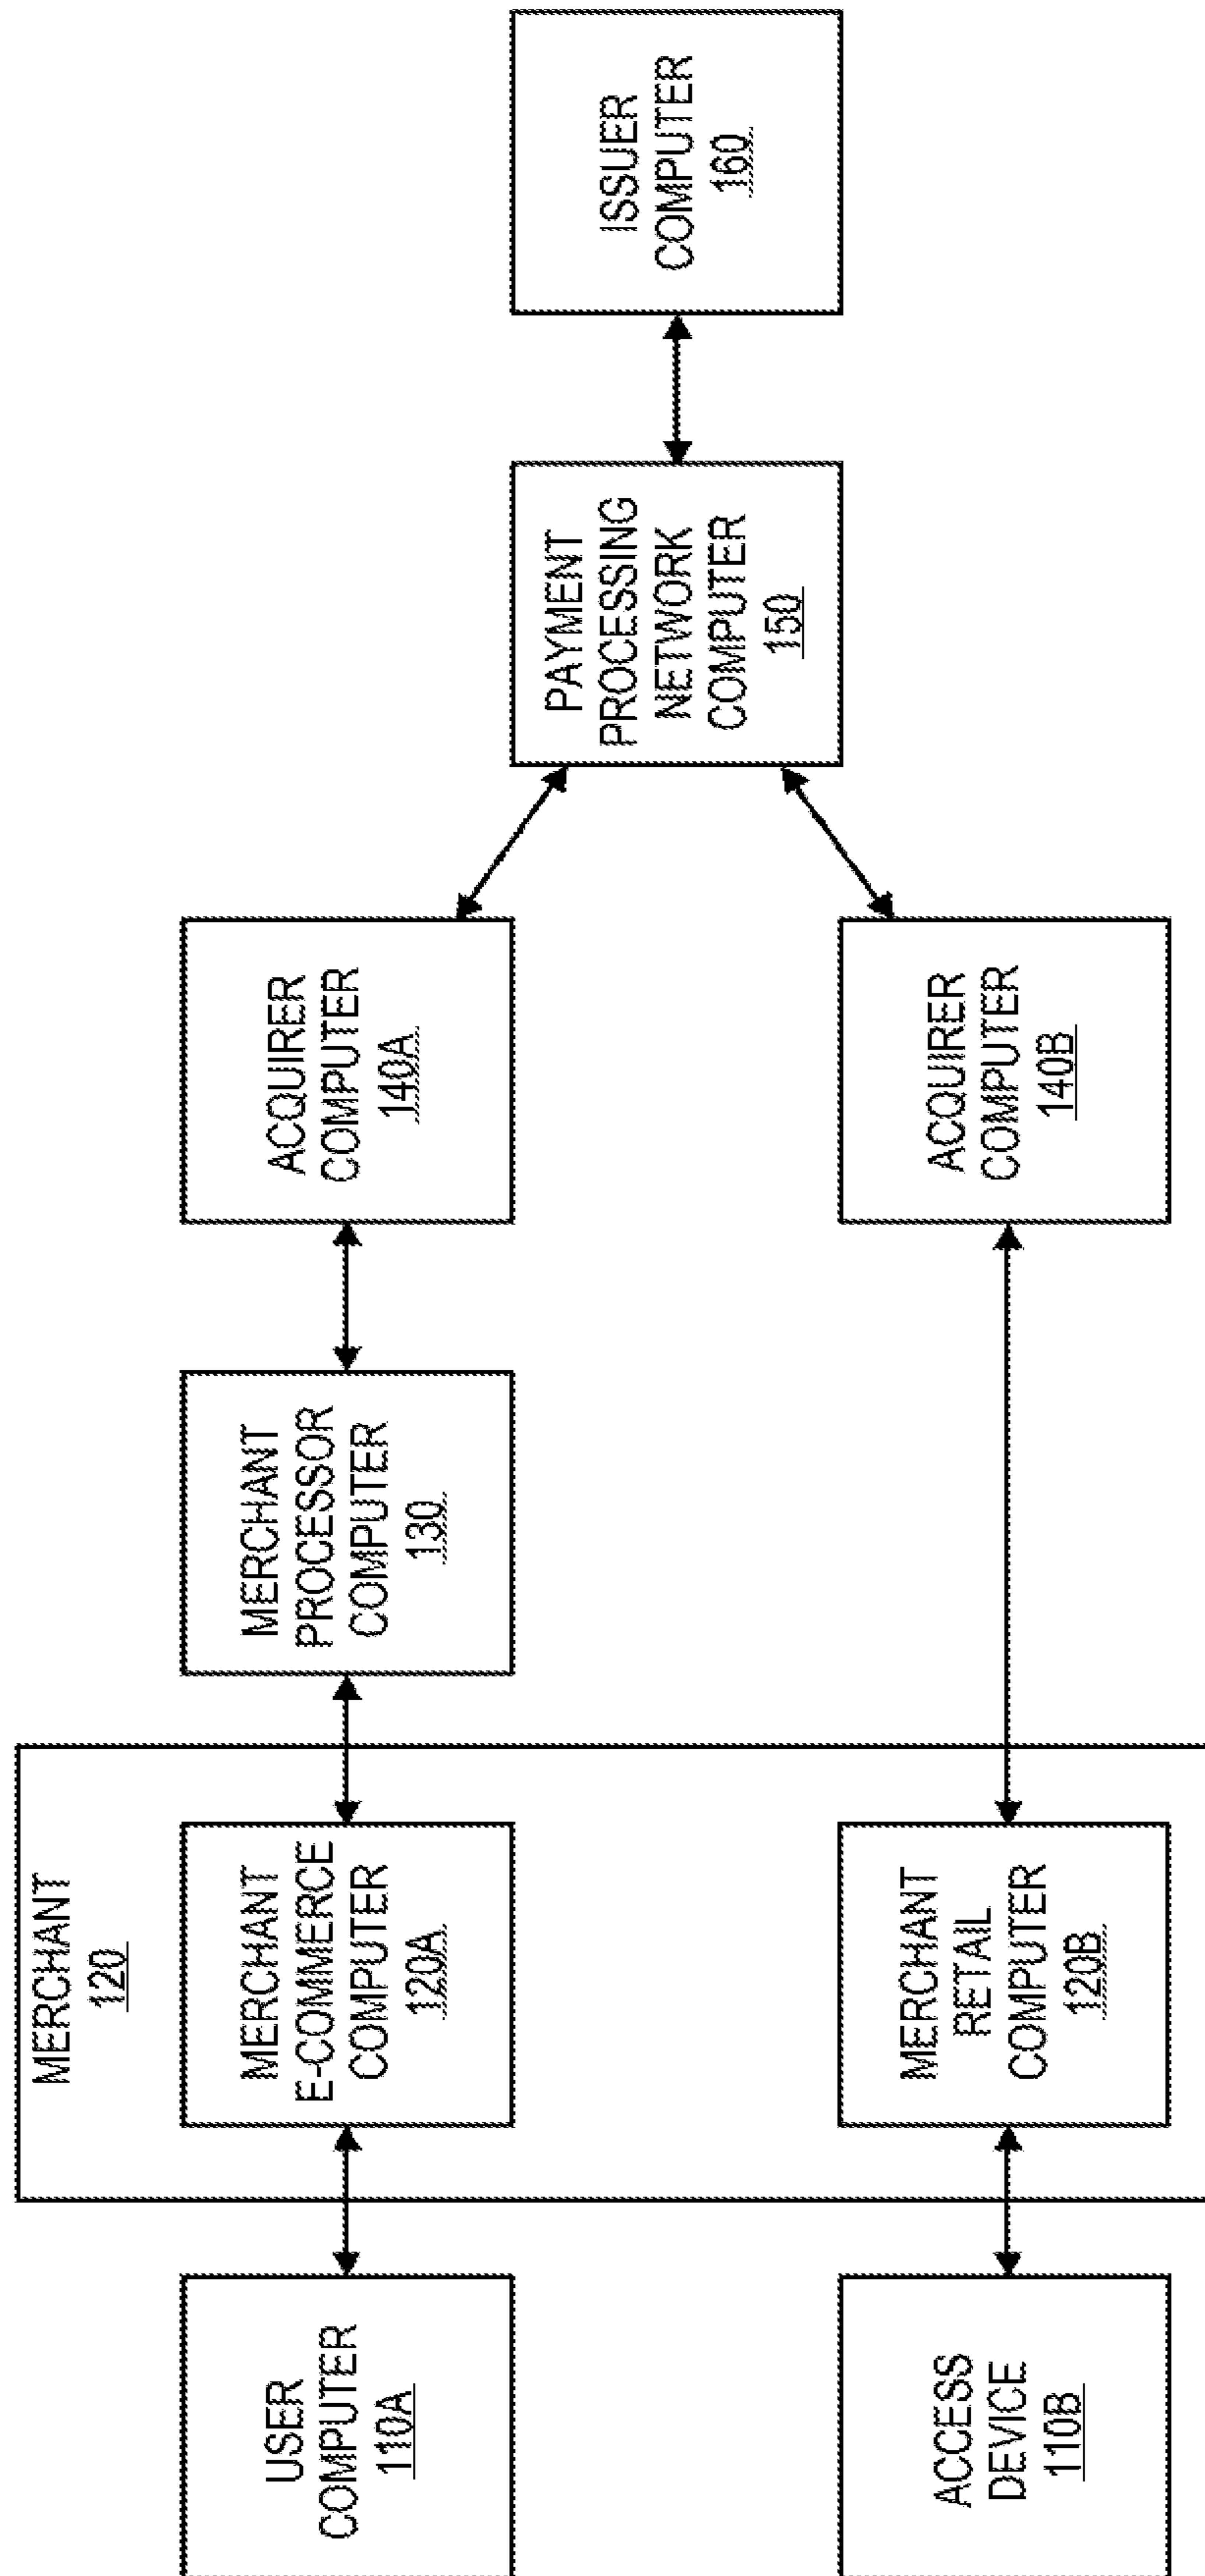 MERCHANT
120
USER
COMPUTER
110A
MERCHANT
E-COMMERCE
COMPUTER
120A
MERCHANT
PROCESSOR
COMPUTER
130
ACQUIRER
COMPUTER
140A
PAYMENT
PROCESSING
NETWORK
COMPUTER
150
ISSUER
COMPUTER
160
ACCESS
DEVICE
110B
MERCHANT
RETAIL
COMPUTER
120B
ACQUIRER
COMPUTER
140B